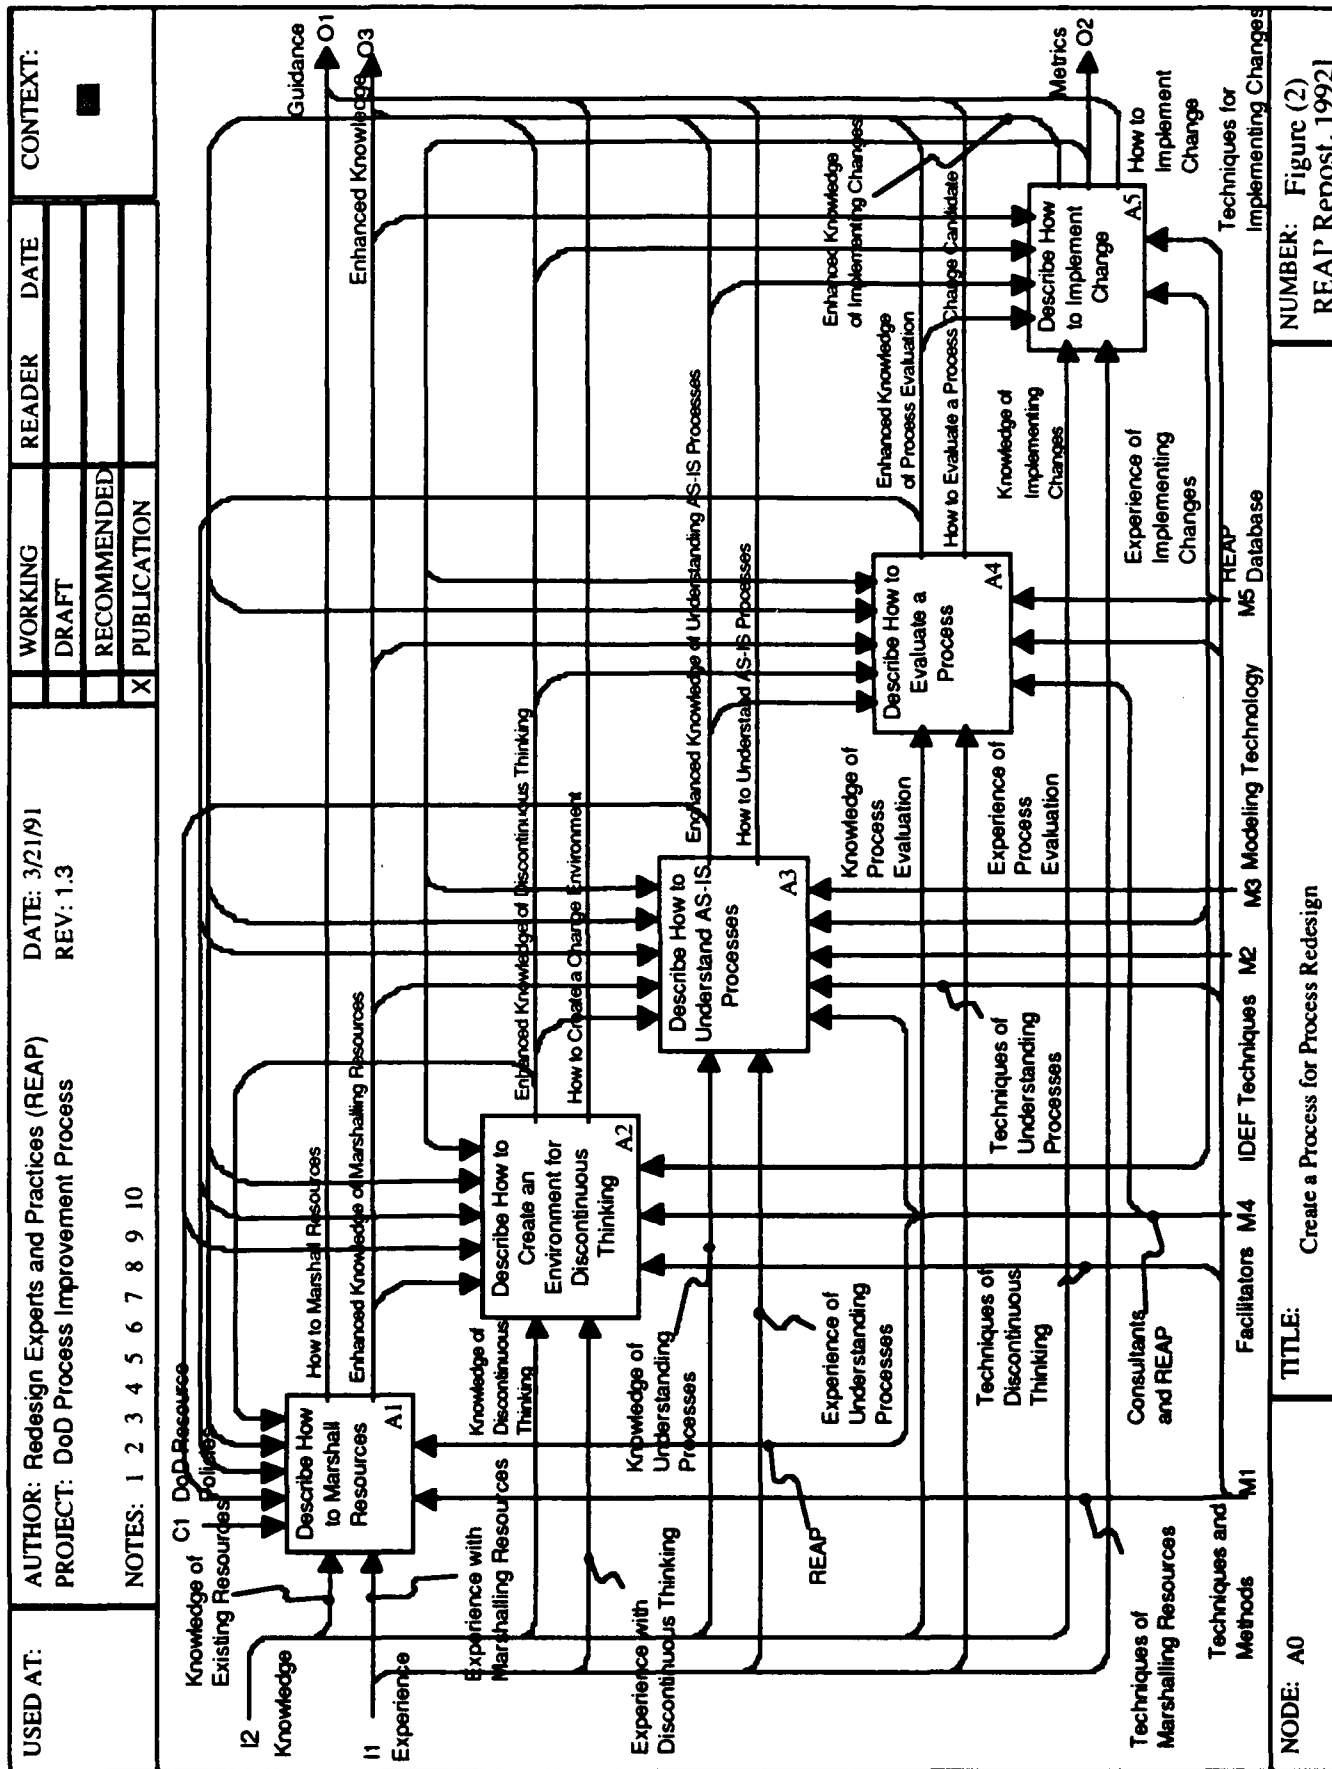 USED AT:
AUTHOR: Redesign Experts and Practices (REAP)
PROJECT: DoD Process Improvement Process
NOTES: 1 2 3 4 5 6 7 8 9 10
DATE: 3/21/91
REV: 1.3
WORKING
DRAFT
RECOMMENDED
X PUBLICATION
READER DATE
CONTEXT:
C1 DoD Resource
Policies
Knowledge of
Existing Resources
I2
Knowledge
I1
Experience
Describe How
to Marshall
Resources
A1
How to Marshal Resources
Enhanced Knowledge of Marshalling Resources
Guidance
O1
Enhanced Knowledge
O3
Experience with
Marshalling Resources
Knowledge of
Discontinuous
Thinking
Describe How to
Create an
Environment for
Discontinuous
Thinking
A2
Enhanced Knowledge of Discontinuous Thinking
How to Create a Change Environment
Experience with
Discontinuous Thinking
Knowledge of
Understanding
Processes
Describe How to
Understand AS-IS
Processes
A3
Enghanced Knowledge of Understanding AS-IS Processes
How to Understand AS-IS Processes
Experience of
Understanding
Processes
REAP
Knowledge of
Process
Evaluation
Describe How to
Evaluate a
Process
A4
Enhanced Knowledge
of Process Evaluation
How to Evaluate a Process Change Candidate
Enhanced Knowledge
of Implementing Changes
Experience of
Process
Evaluation
Knowledge of
Implementing
Changes
Describe How
to Implement
Change
A5
Metrics
O2
How to
Implement
Change
Experience of
Implementing
Changes
Techniques of
Understanding
Processes
Techniques of
Discontinuous
Thinking
Consultants
and REAP
Techniques of
Marshalling Resources
Techniques for
Implementing Changes
Techniques and
Methods
M1
Facilitators M4
IDEF Techniques M2
M3 Modeling Technology
M5
REAP
Database
NODE: A0
TITLE:
Create a Process for Process Redesign
NUMBER: Figure (2)
REAP Repost, 1992]